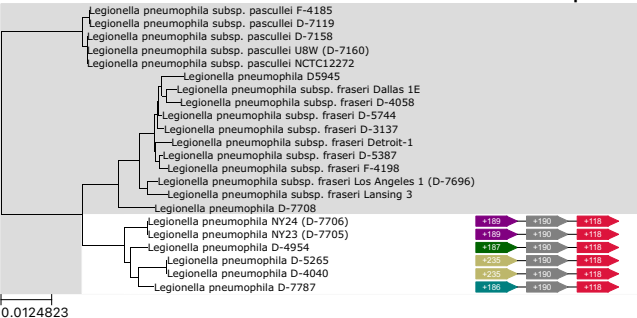 Legionella pneumophila subsp. pascullei F-4185
Legionella pneumophila subsp. pascullei D-7119
Legionella pneumophila subsp. pascullei D-7158
Legionella pneumophila subsp. pascullei U8W (D-7160)
Legionella pneumophila subsp. pascullei NCTC12272
Legionella pneumophila D5945
Legionella pneumophila subsp. fraseri Dallas 1E
Legionella pneumophila subsp. fraseri D-4058
Legionella pneumophila subsp. fraseri D-5744
Legionella pneumophila subsp. fraseri D-3137
Legionella pneumophila subsp. fraseri Detroit-1
Legionella pneumophila subsp. fraseri D-5387
Legionella pneumophila subsp. fraseri F-4198
Legionella pneumophila subsp. fraseri Los Angeles 1 (D-7696)
Legionella pneumophila subsp. fraseri Lansing 3
Legionella pneumophila D-7708
Legionella pneumophila NY24 (D-7706) +189 +190 +118
Legionella pneumophila NY23 (D-7705) +189 +190 +118
Legionella pneumophila D-4954 +187 +190 +118
Legionella pneumophila D-5265 +235 +190 +118
Legionella pneumophila D-4040 +235 +190 +118
Legionella pneumophila D-7787 +186 +190 +118
0.0124823